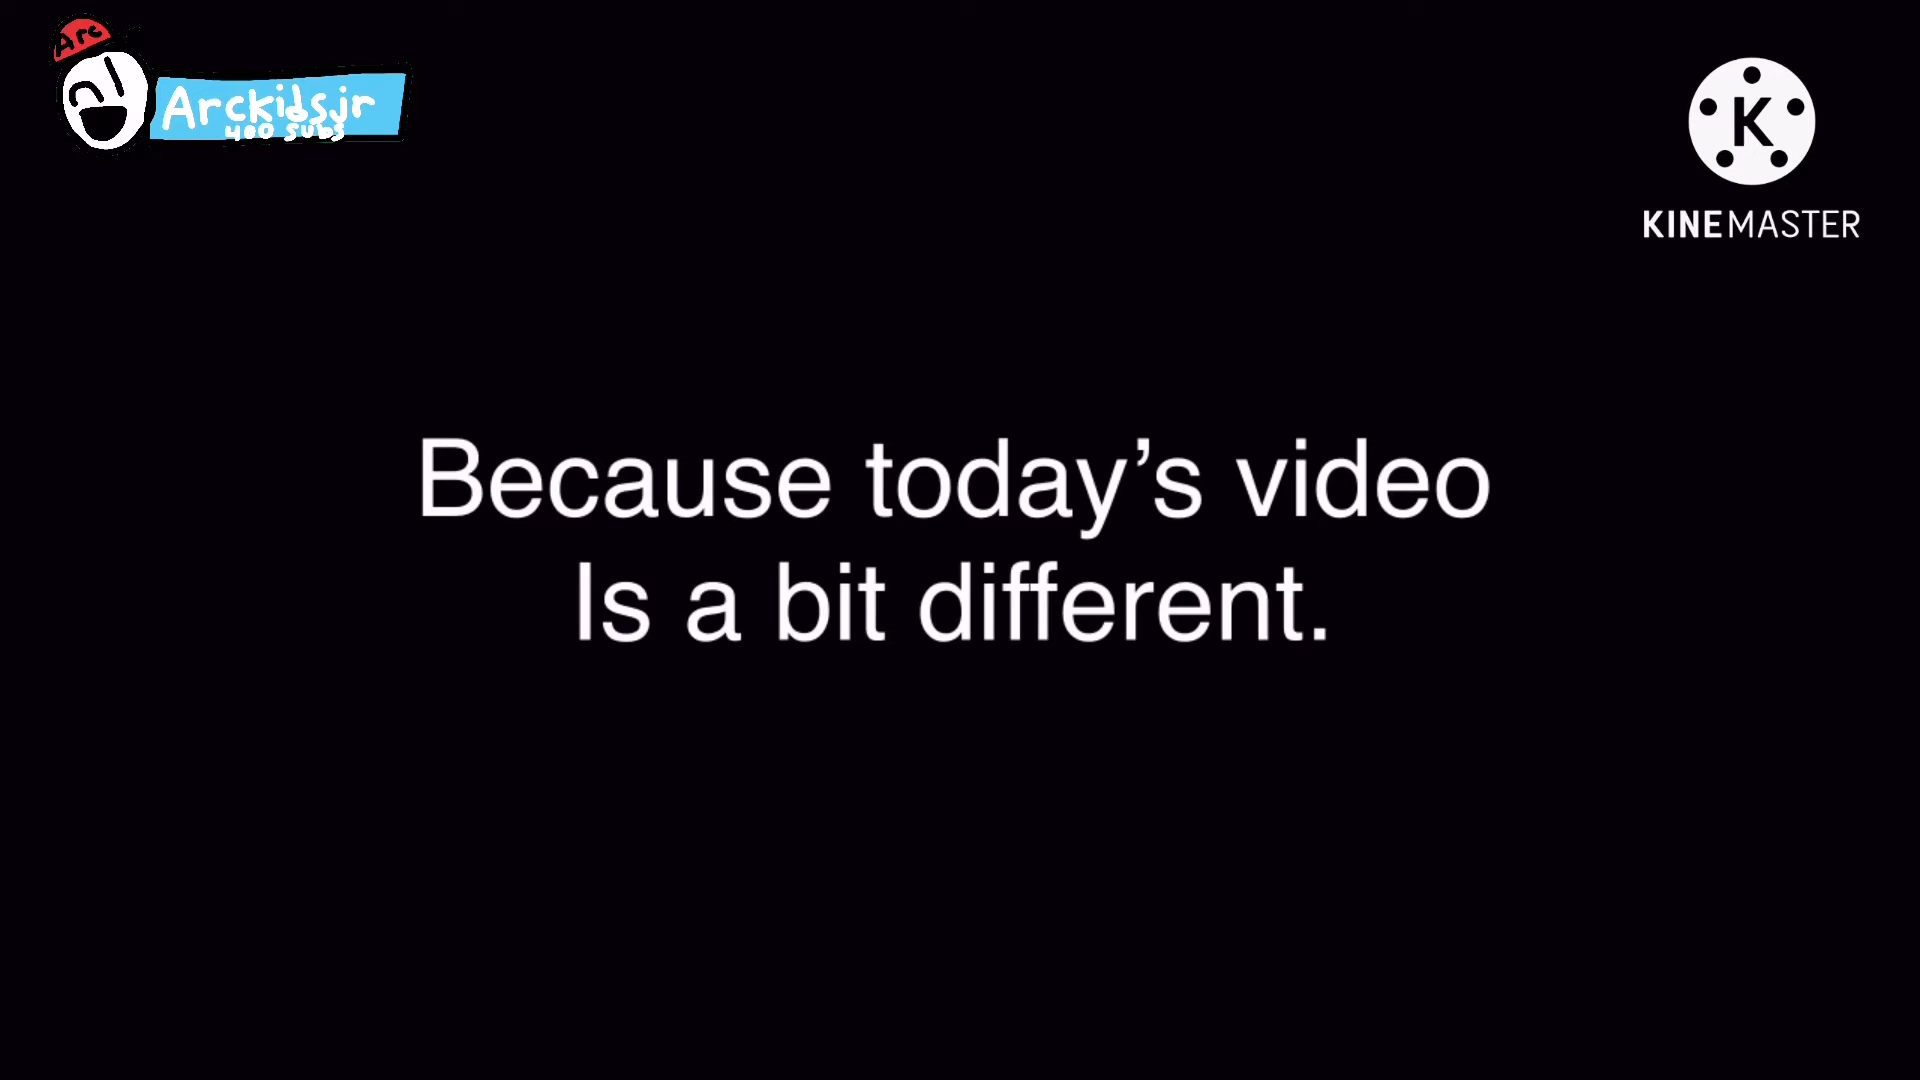 Arc
Arckidsjr
400 subs
K
KINEMASTER
Because today’s video
Is a bit different.